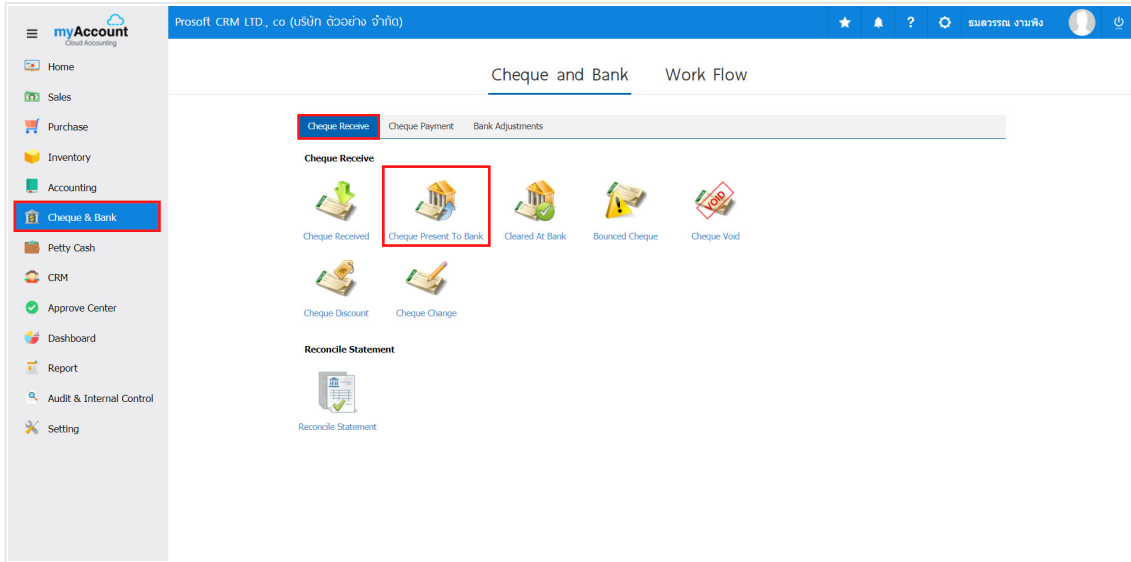 myAccount
Cloud Accounting
Prosoft CRM LTD., co (บริษัท ตัวอย่าง จำกัด)
?
ธมลวรรณ งามพิง
Home
Sales
Purchase
Inventory
Accounting
Cheque & Bank
Petty Cash
CRM
Approve Center
Dashboard
Report
Audit & Internal Control
Setting
Cheque and Bank Work Flow
Cheque Receive Cheque Payment Bank Adjustments
Cheque Receive
VOID
Cheque Received Cheque Present To Bank Cleared At Bank Bounced Cheque Cheque Void
Cheque Discount Cheque Change
Reconcile Statement
Reconcile Statement